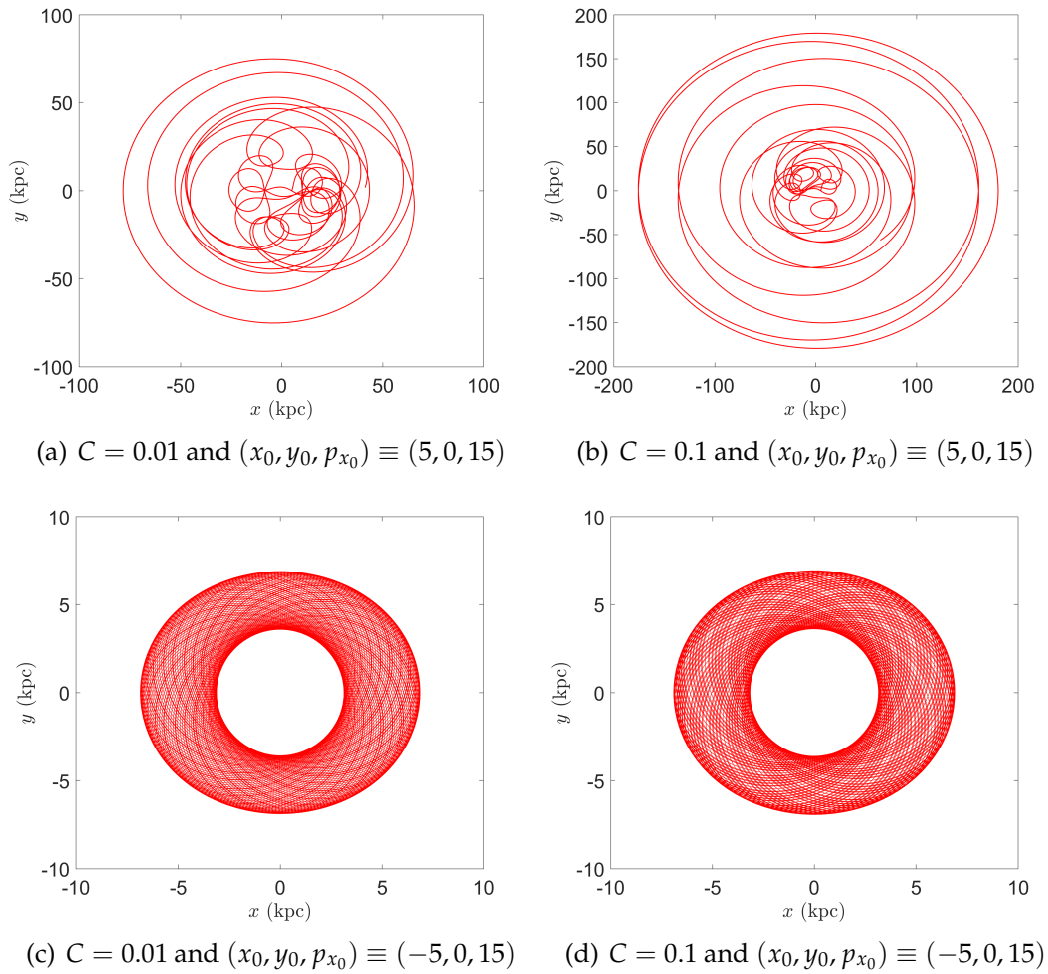 100
50
0
-50
-100
-100 -50 0 50 100
y (kpc)
x (kpc)
(a) C = 0.01 and (x₀, y₀, pₓ₀) ≡ (5, 0, 15)
200
150
100
50
0
-50
-100
-150
-200
-200 -100 0 100 200
y (kpc)
x (kpc)
(b) C = 0.1 and (x₀, y₀, pₓ₀) ≡ (5, 0, 15)
10
5
0
-5
-10
-10 -5 0 5 10
y (kpc)
x (kpc)
(c) C = 0.01 and (x₀, y₀, pₓ₀) ≡ (−5, 0, 15)
10
5
0
-5
-10
-10 -5 0 5 10
y (kpc)
x (kpc)
(d) C = 0.1 and (x₀, y₀, pₓ₀) ≡ (−5, 0, 15)